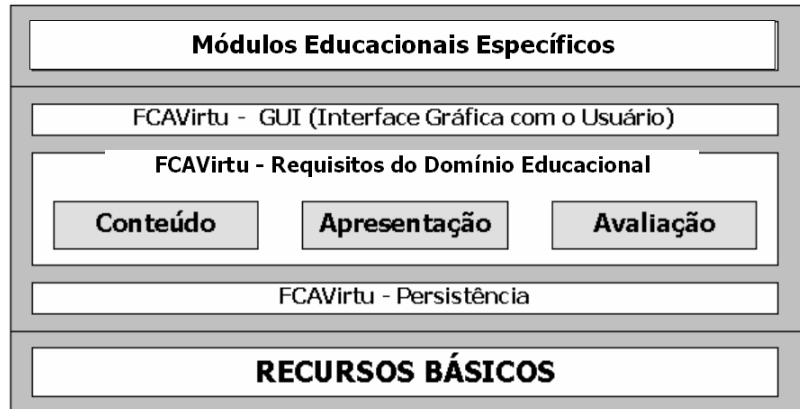 Módulos Educacionais Específicos
FCAVirtu - GUI (Interface Gráfica com o Usuário)
FCAVirtu - Requisitos do Domínio Educacional
Conteúdo Apresentação Avaliação
FCAVirtu - Persistência
RECURSOS BÁSICOS